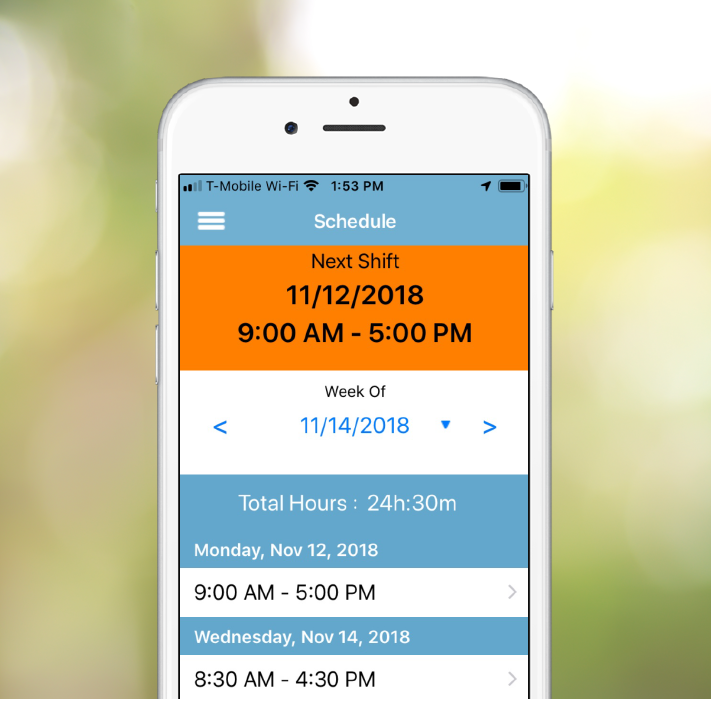 T-Mobile Wi-Fi 1:53 PM
Schedule
Next Shift
11/12/2018
9:00 AM - 5:00 PM
Week Of
< 11/14/2018 ▼ >
Total Hours : 24h:30m
Monday, Nov 12, 2018
9:00 AM - 5:00 PM >
Wednesday, Nov 14, 2018
8:30 AM - 4:30 PM >